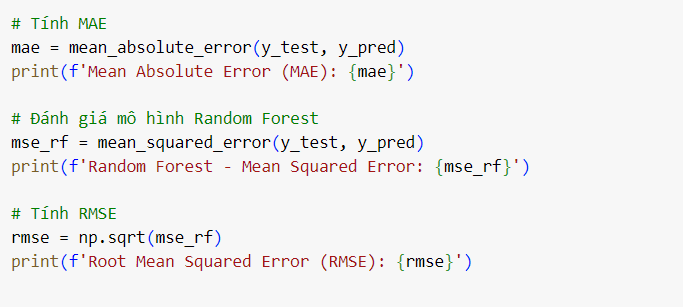 # Tính MAE
mae = mean_absolute_error(y_test, y_pred)
print(f'Mean Absolute Error (MAE): {mae}')
# Đánh giá mô hình Random Forest
mse_rf = mean_squared_error(y_test, y_pred)
print(f'Random Forest - Mean Squared Error: {mse_rf}')
# Tính RMSE
rmse = np.sqrt(mse_rf)
print(f'Root Mean Squared Error (RMSE): {rmse}')